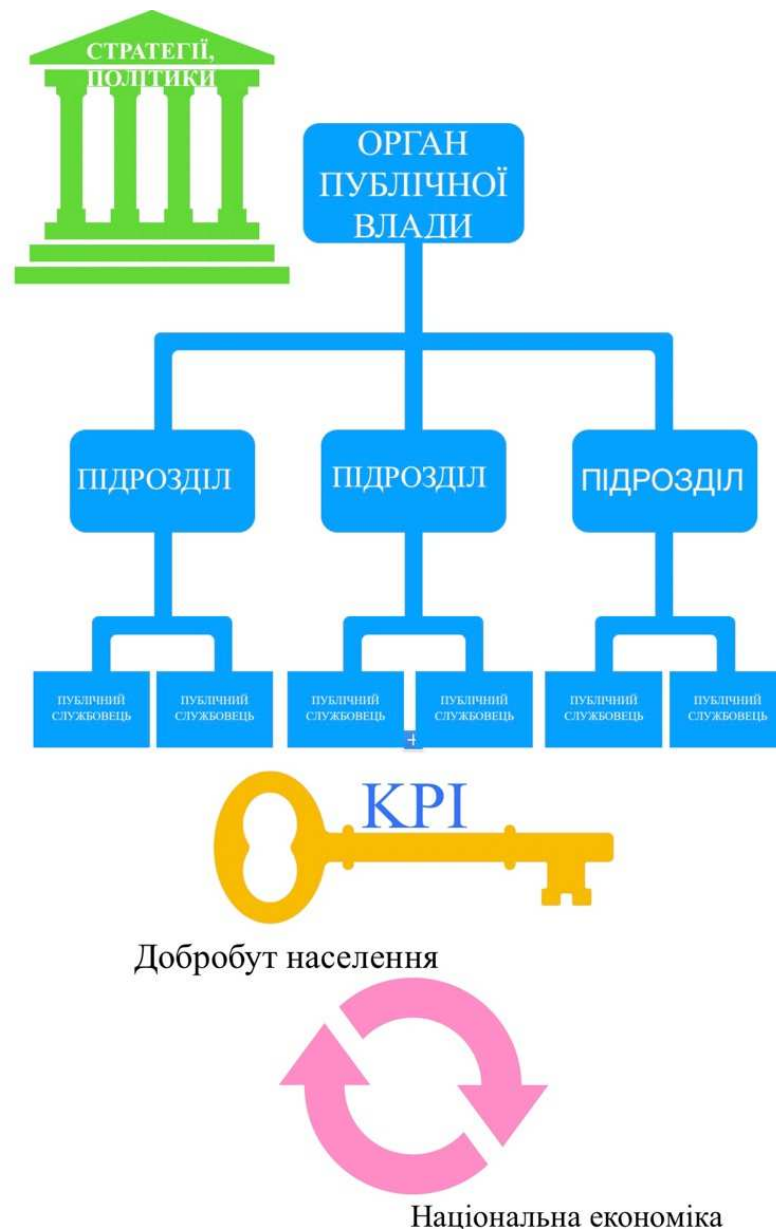 СТРАТЕГІЇ,
ПОЛІТИКИ
ОРГАН
ПУБЛІЧНОЇ
ВЛАДИ
ПІДРОЗДІЛ
ПІДРОЗДІЛ
ПІДРОЗДІЛ
ПУБЛІЧНИЙ
СЛУЖБОВЕЦЬ
ПУБЛІЧНИЙ
СЛУЖБОВЕЦЬ
ПУБЛІЧНИЙ
СЛУЖБОВЕЦЬ
ПУБЛІЧНИЙ
СЛУЖБОВЕЦЬ
ПУБЛІЧНИЙ
СЛУЖБОВЕЦЬ
ПУБЛІЧНИЙ
СЛУЖБОВЕЦЬ
KPI
Добробут населення
Національна економіка